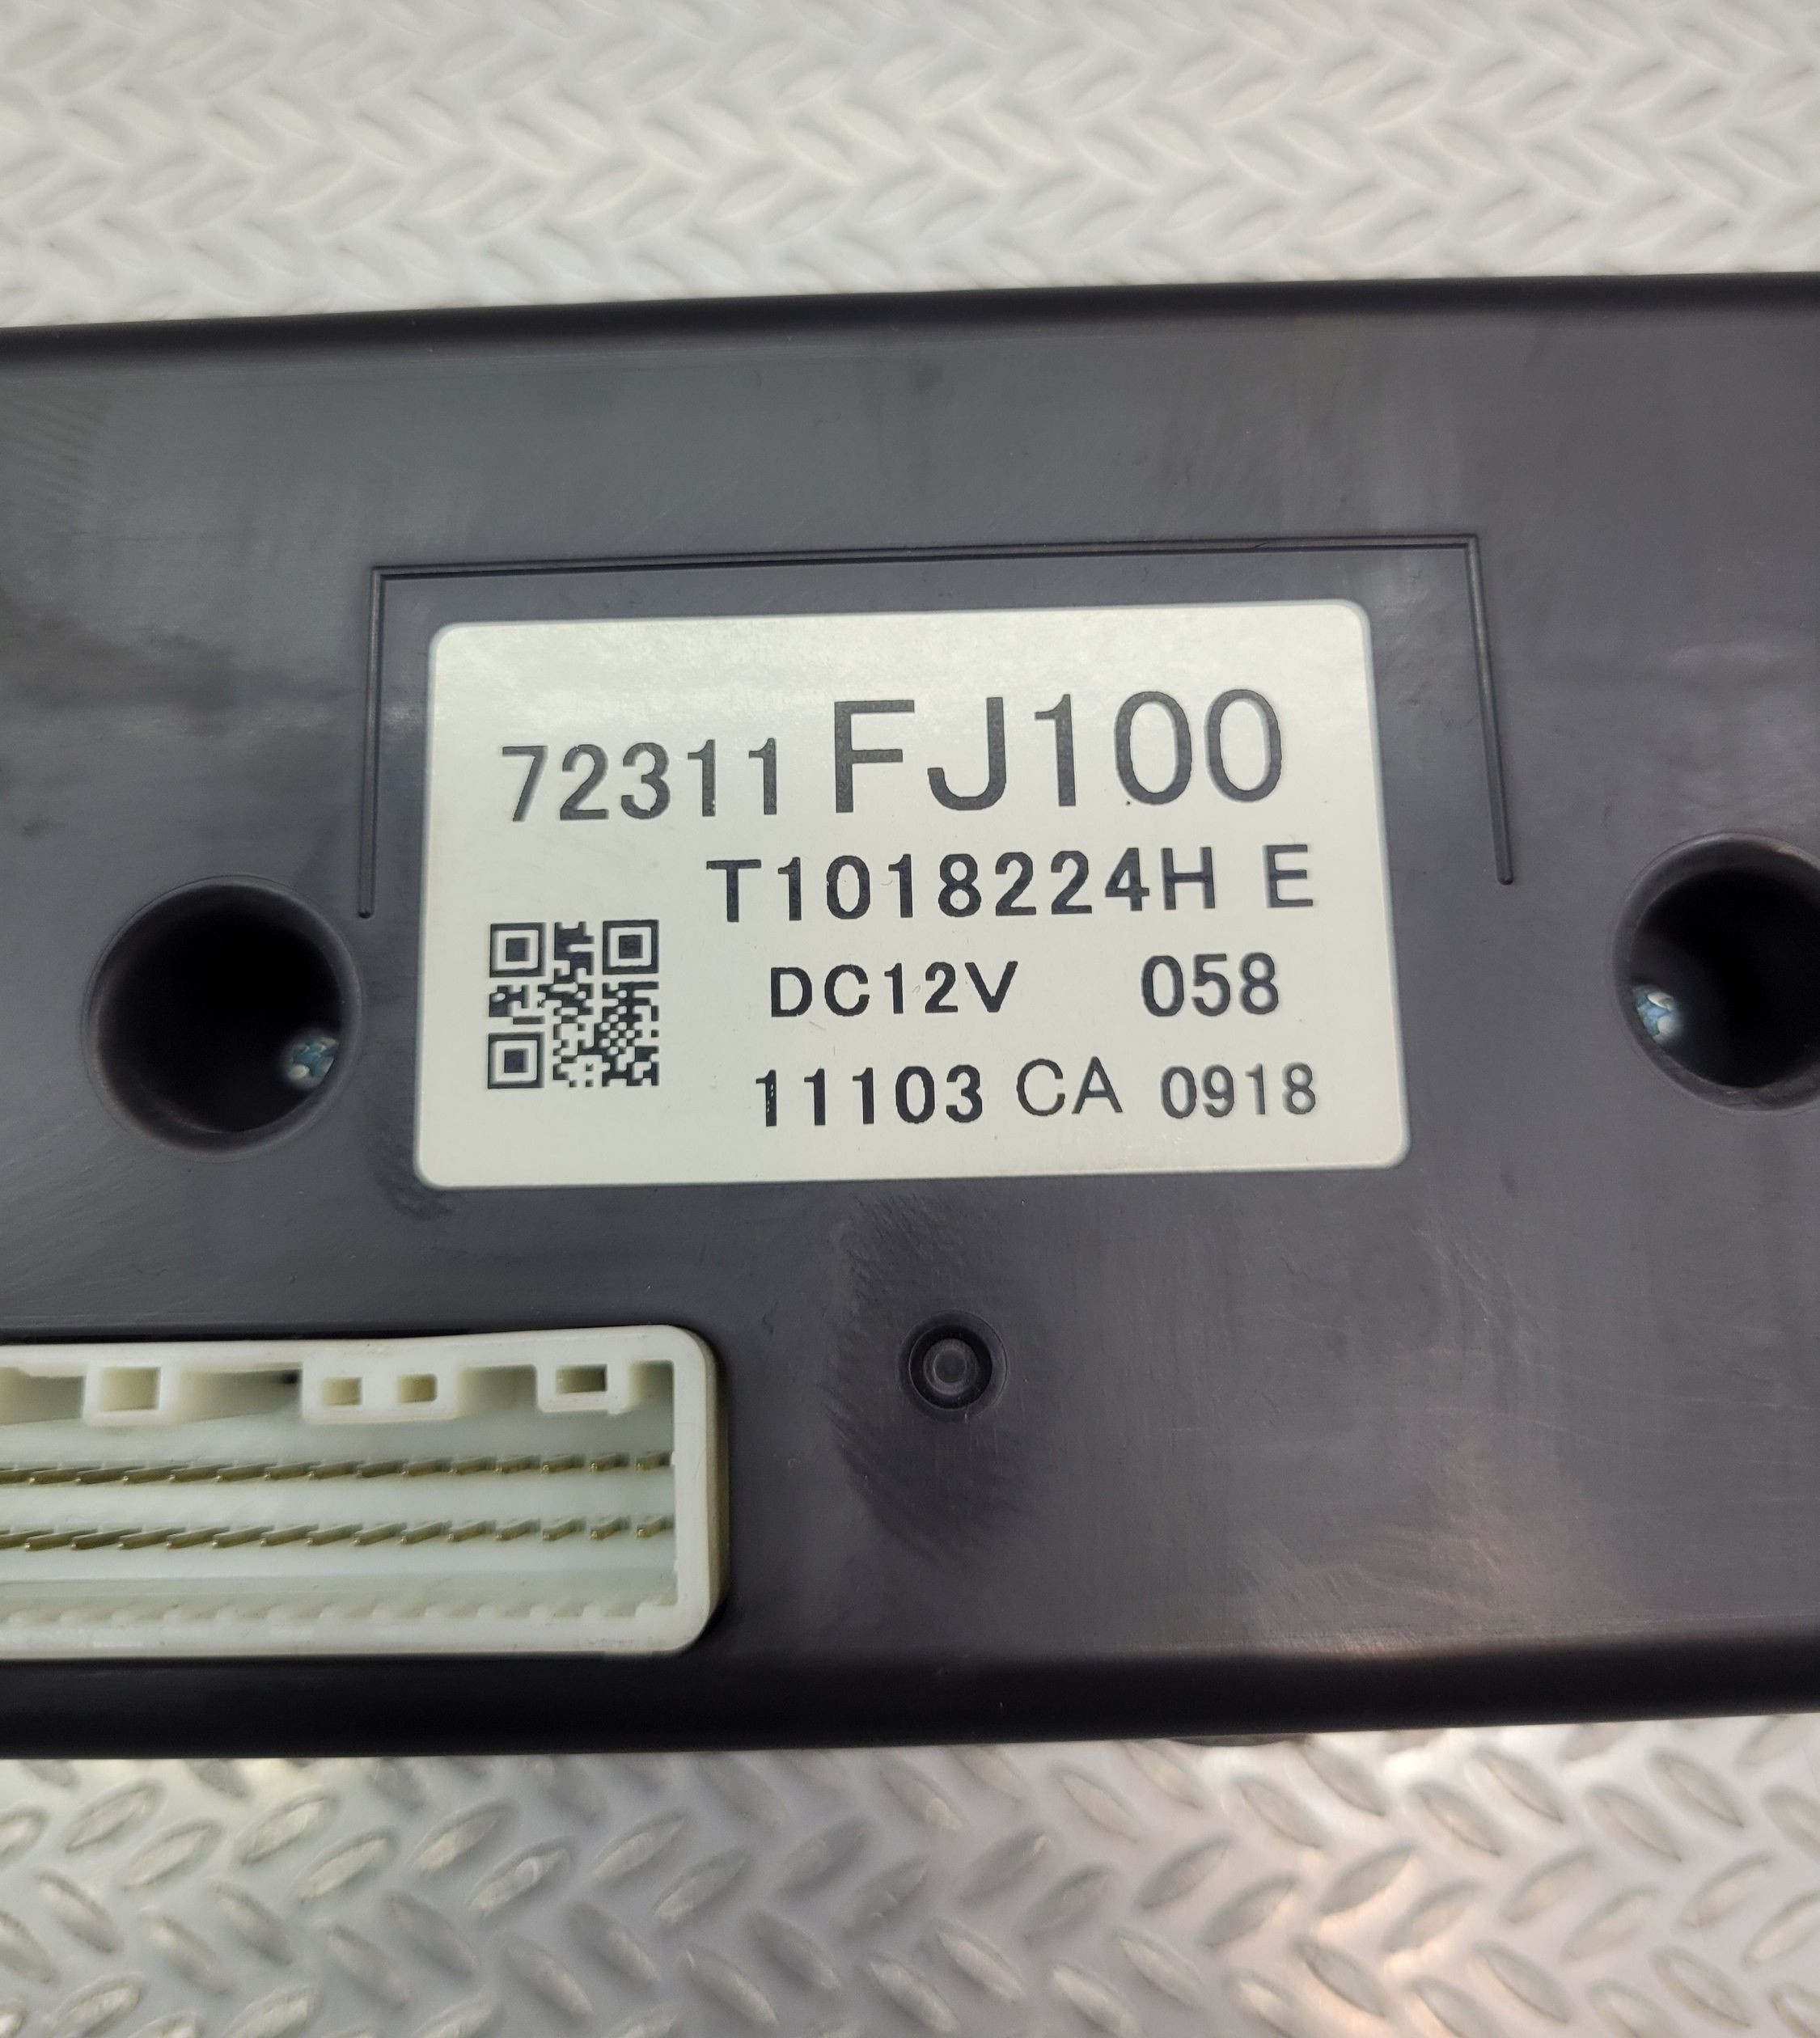 72311 FJ100
T1018224H E
DC12V 058
11103 CA 0918